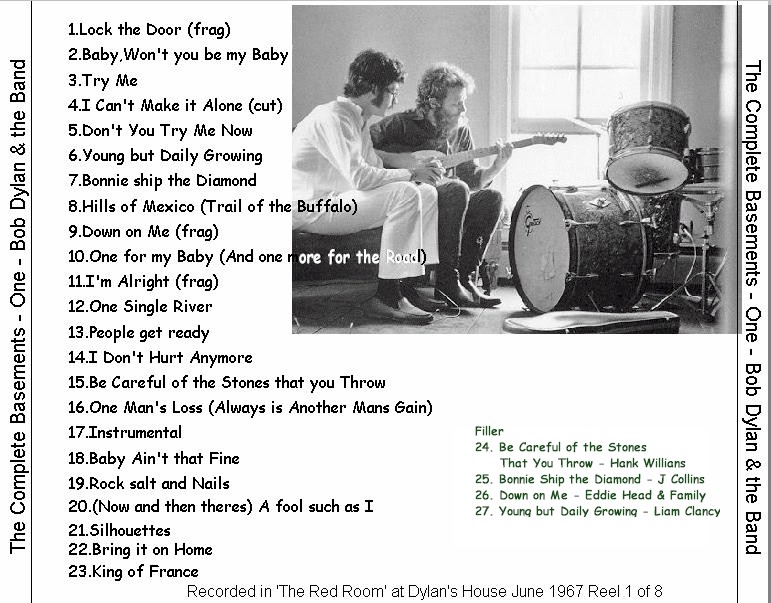 The Complete Basements - One - Bob Dylan & the Band
1.Lock the Door (frag)
2.Baby,Won't you be my Baby
3.Try Me
4.I Can't Make it Alone (cut)
5.Don't You Try Me Now
6.Young but Daily Growing
7.Bonnie ship the Diamond
8.Hills of Mexico (Trail of the Buffalo)
9.Down on Me (frag)
10.One for my Baby (And one more for the Road)
11.I'm Alright (frag)
12.One Single River
13.People get ready
14.I Don't Hurt Anymore
15.Be Careful of the Stones that you Throw
16.One Man's Loss (Always is Another Mans Gain)
17.Instrumental
18.Baby Ain't that Fine
19.Rock salt and Nails
20.(Now and then theres) A fool such as I
21.Silhouettes
22.Bring it on Home
23.King of France
Filler
24. Be Careful of the Stones
That You Throw - Hank Willians
25. Bonnie Ship the Diamond - J Collins
26. Down on Me - Eddie Head & Family
27. Young but Daily Growing - Liam Clancy
Recorded in 'The Red Room' at Dylan's House June 1967 Reel 1 of 8
The Complete Basements - One - Bob Dylan & the Band